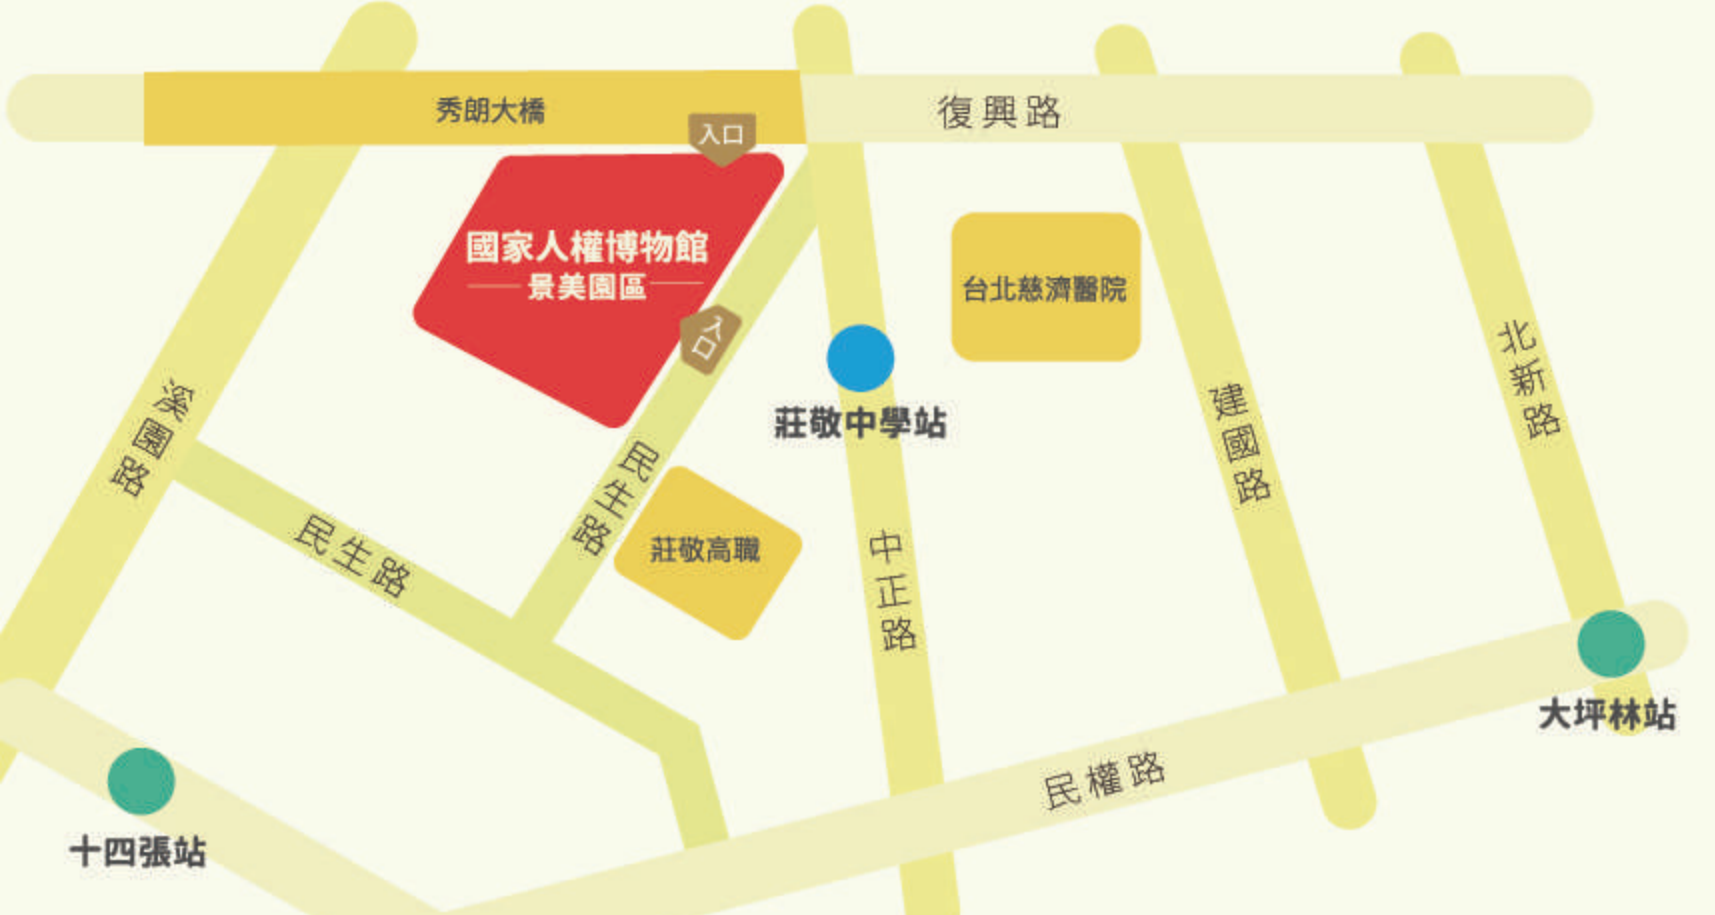 秀朗大橋
復興路
入口
國家人權博物館
景美園區
台北慈濟醫院
入口
北新路
溪園路
建國路
莊敬中學站
民生路
民生路
莊敬高職
中正路
大坪林站
民權路
十四張站